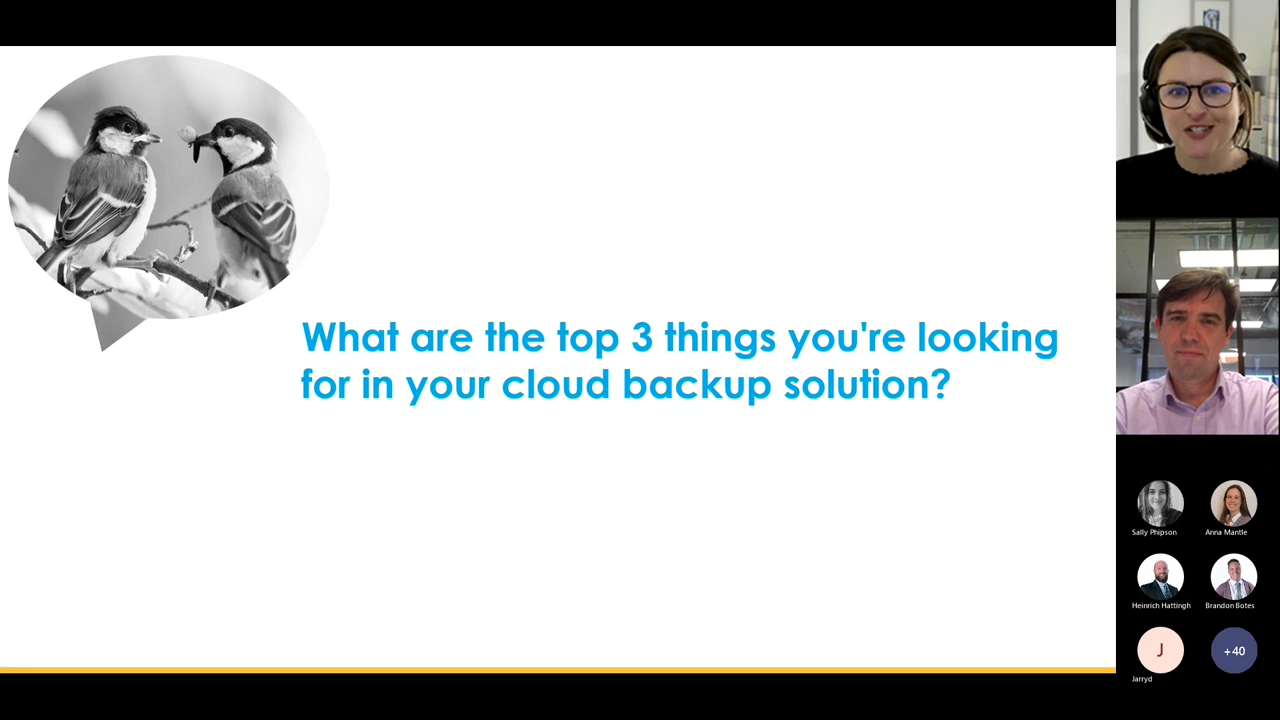 What are the top 3 things you're looking
for in your cloud backup solution?
Sally Phipson
Anna Mantle
Heinrich Hattingh
Brandon Botes
J
+40
Jarryd